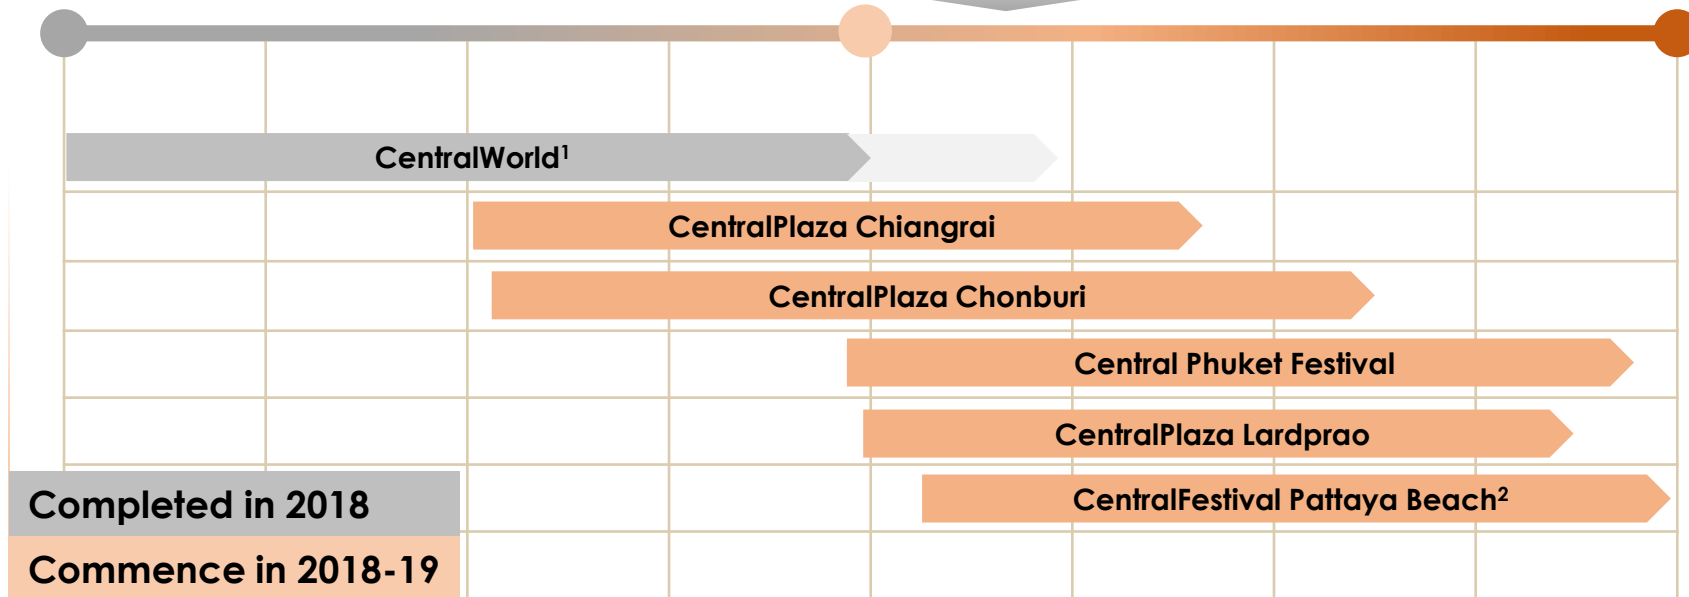 CentralWorld¹
CentralPlaza Chiangrai
CentralPlaza Chonburi
Central Phuket Festival
CentralPlaza Lardprao
CentralFestival Pattaya Beach²
Completed in 2018
Commence in 2018-19